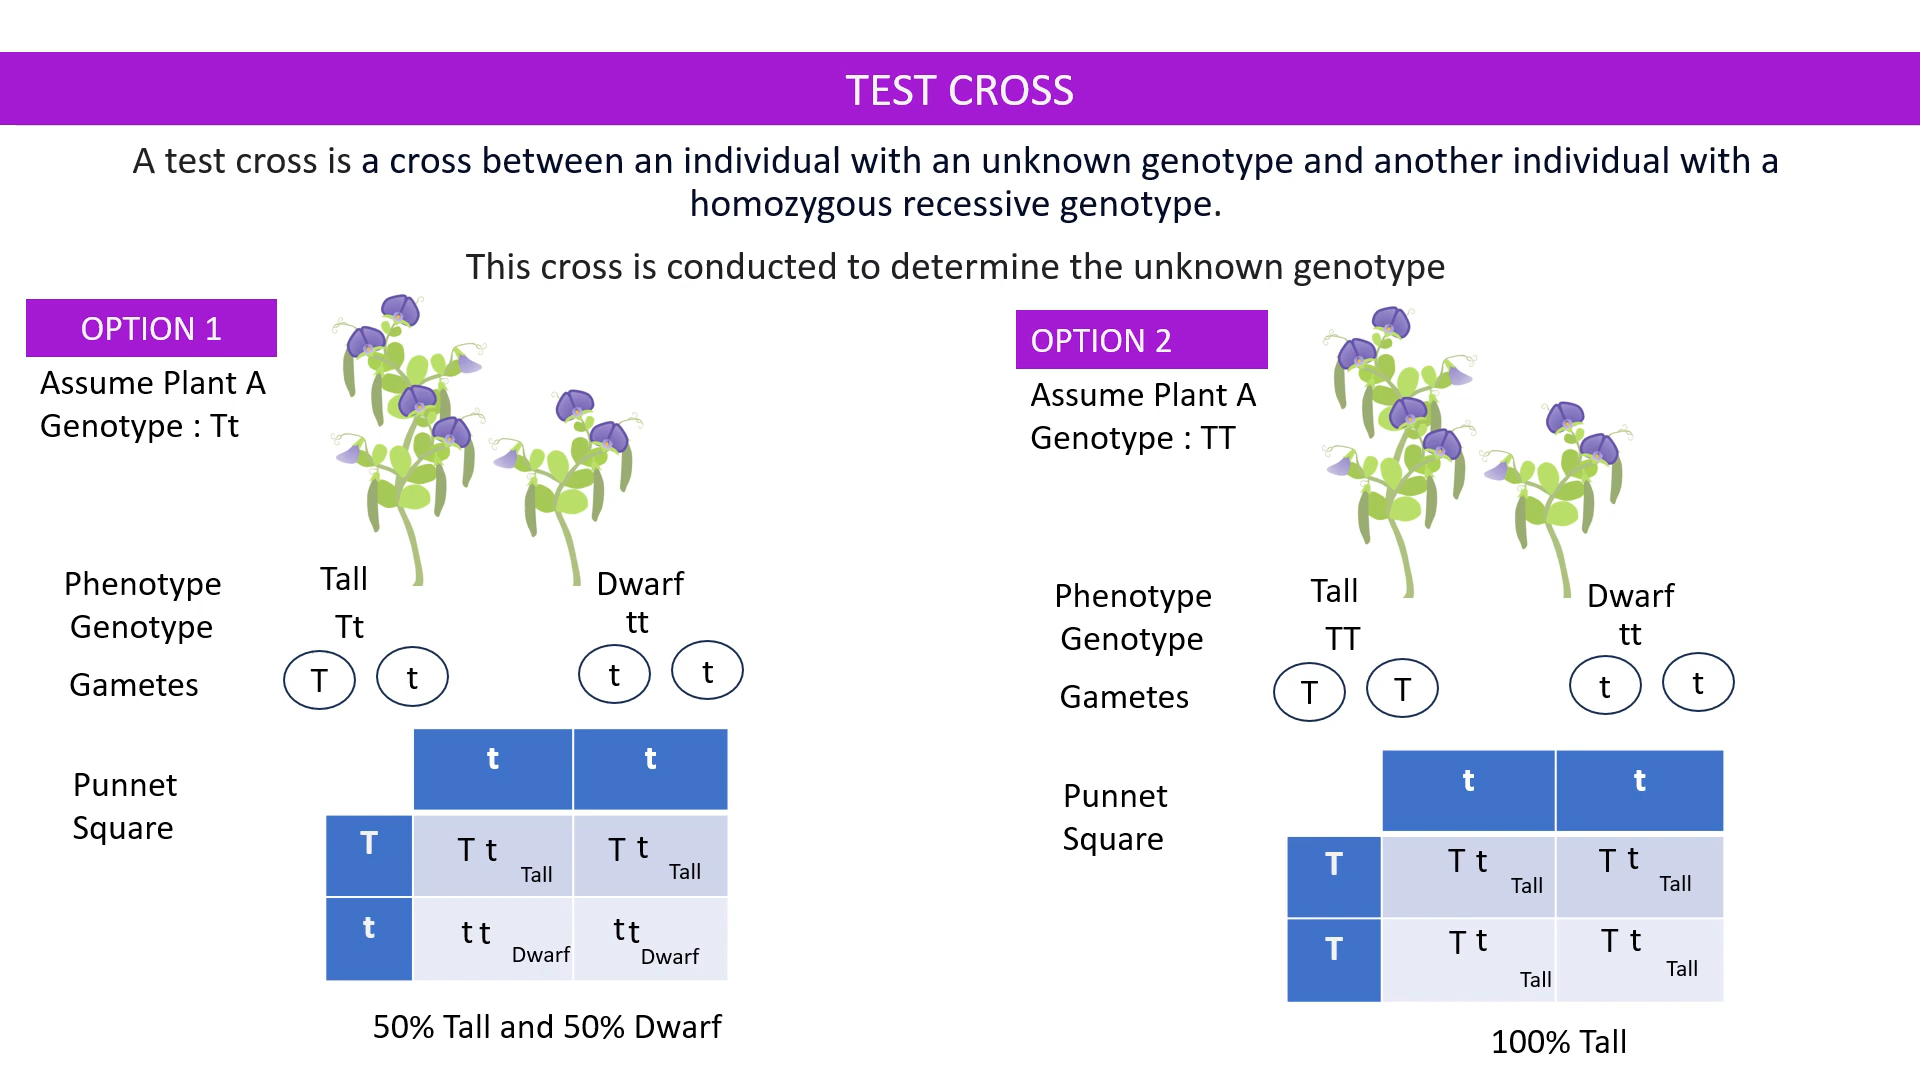 TEST CROSS
A test cross is a cross between an individual with an unknown genotype and another individual with a
homozygous recessive genotype.
This cross is conducted to determine the unknown genotype
OPTION 1
Assume Plant A
Genotype : Tt
Phenotype
Tall
Dwarf
Genotype
Tt
tt
Gametes
T
t
t
t
Punnet
Square
t
t
T
T t
Tall
T t
Tall
t
t t
Dwarf
tt
Dwarf
50% Tall and 50% Dwarf
OPTION 2
Assume Plant A
Genotype : TT
Phenotype
Tall
Dwarf
Genotype
TT
tt
Gametes
T
T
t
t
Punnet
Square
t
t
T
T t
Tall
T t
Tall
T
T t
Tall
T t
Tall
100% Tall